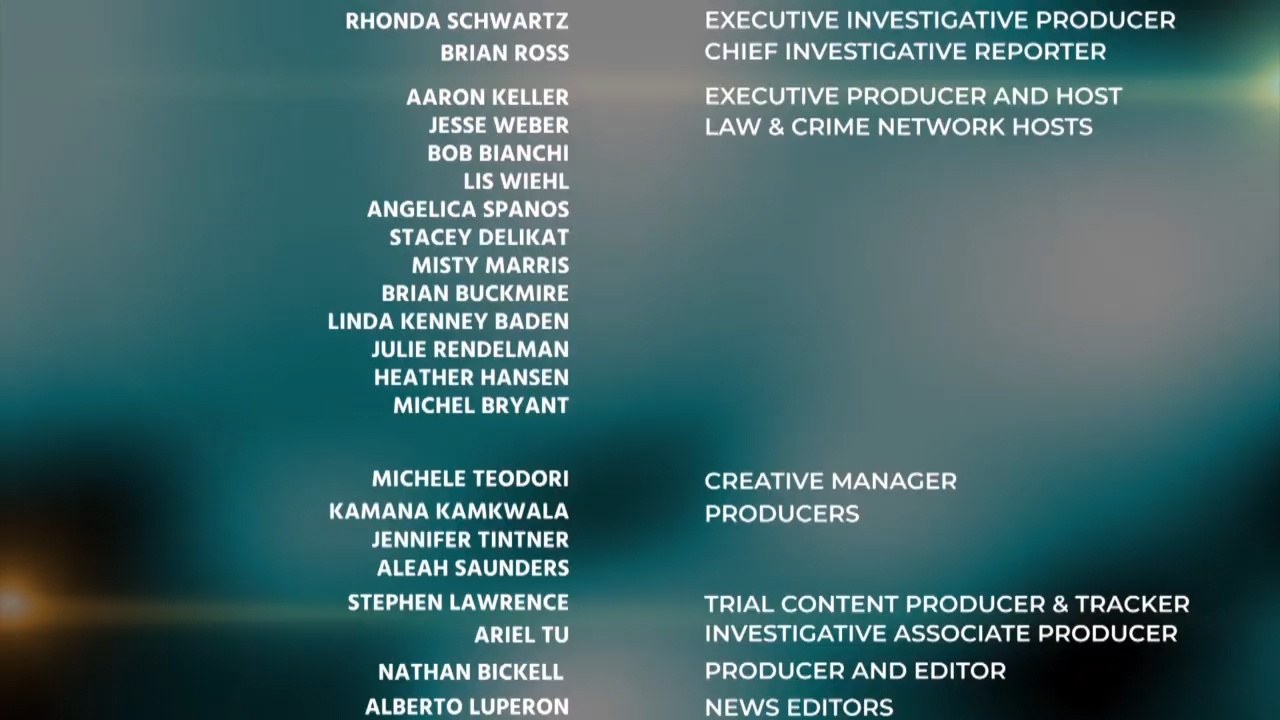 RHONDA SCHWARTZ EXECUTIVE INVESTIGATIVE PRODUCER
BRIAN ROSS CHIEF INVESTIGATIVE REPORTER
AARON KELLER EXECUTIVE PRODUCER AND HOST
JESSE WEBER LAW & CRIME NETWORK HOSTS
BOB BIANCHI
LIS WIEHL
ANGELICA SPANOS
STACEY DELIKAT
MISTY MARRIS
BRIAN BUCKMIRE
LINDA KENNEY BADEN
JULIE RENDELMAN
HEATHER HANSEN
MICHEL BRYANT
MICHELE TEODORI CREATIVE MANAGER
KAMANA KAMKWALA PRODUCERS
JENNIFER TINTNER
ALEAH SAUNDERS
STEPHEN LAWRENCE TRIAL CONTENT PRODUCER & TRACKER
ARIEL TU INVESTIGATIVE ASSOCIATE PRODUCER
NATHAN BICKELL PRODUCER AND EDITOR
ALBERTO LUPERON NEWS EDITORS